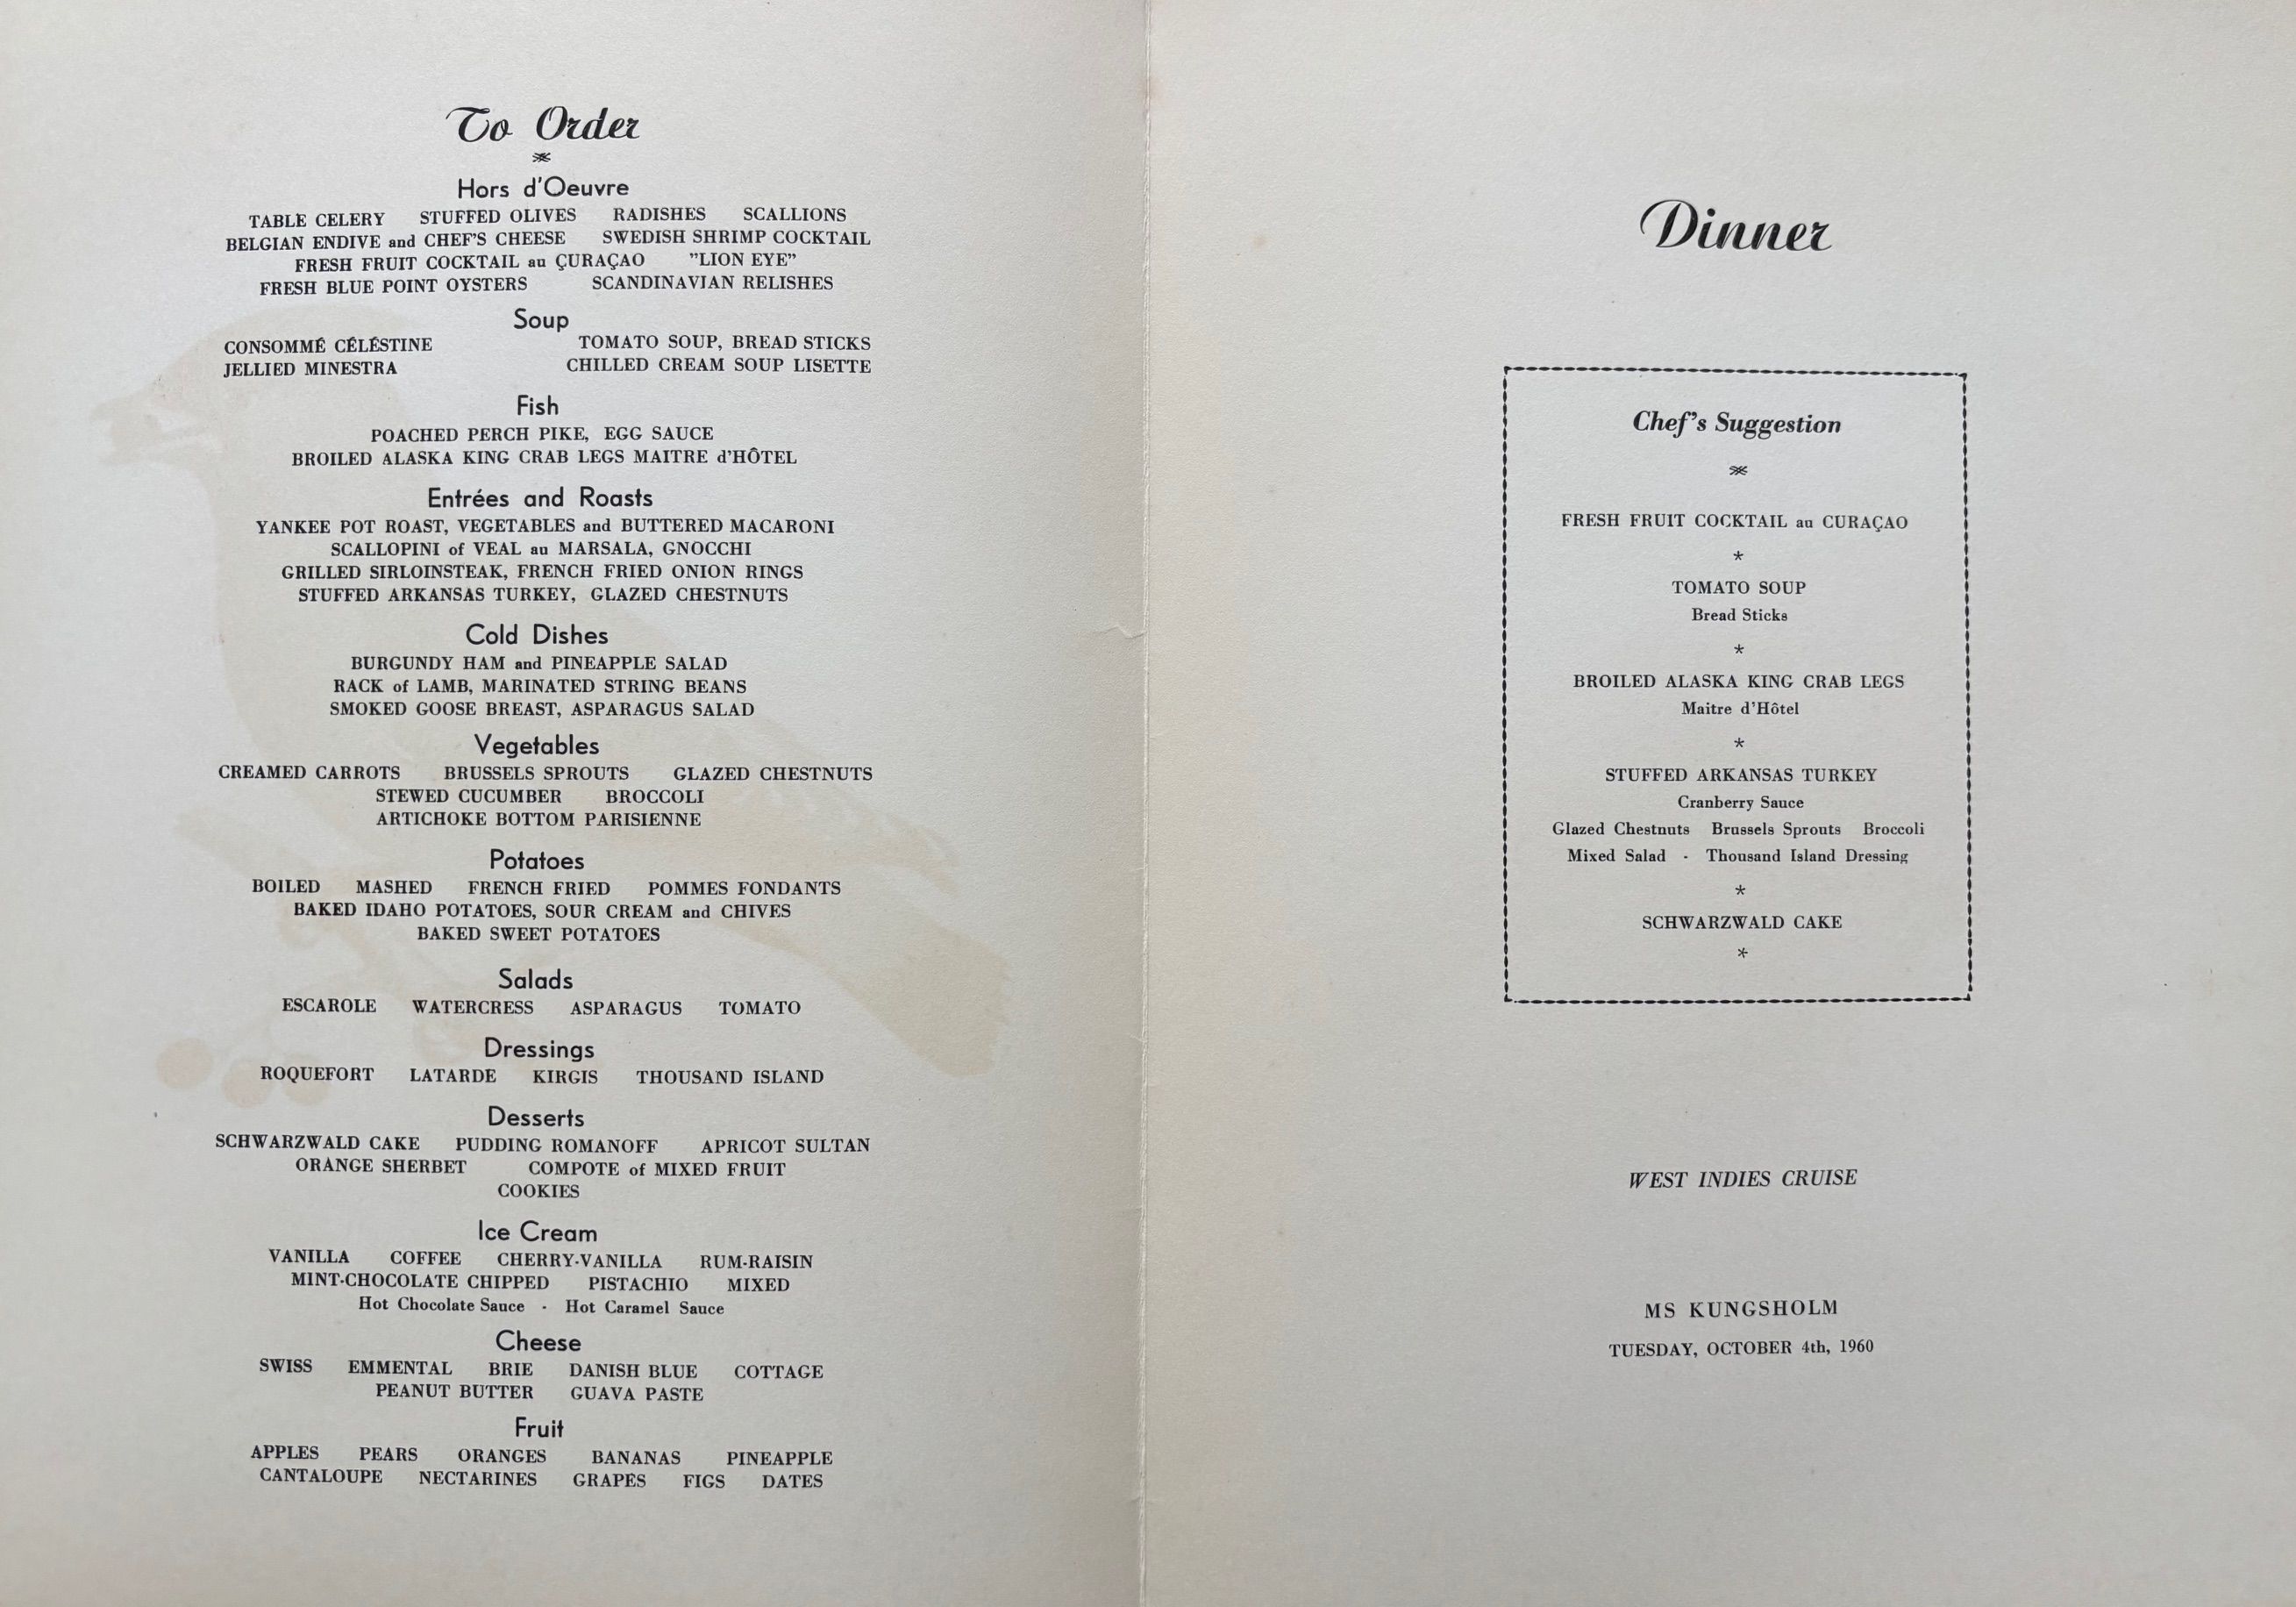 To Order
Hors d'Oeuvre
TABLE CELERY STUFFED OLIVES RADISHES SCALLIONS
BELGIAN ENDIVE and CHEF'S CHEESE SWEDISH SHRIMP COCKTAIL
FRESH FRUIT COCKTAIL au ÇURAÇAO ”LION EYE”
FRESH BLUE POINT OYSTERS SCANDINAVIAN RELISHES
Soup
CONSOMMÉ CÉLÉSTINE TOMATO SOUP, BREAD STICKS
JELLIED MINESTRA CHILLED CREAM SOUP LISETTE
Fish
POACHED PERCH PIKE, EGG SAUCE
BROILED ALASKA KING CRAB LEGS MAITRE d'HÔTEL
Entrées and Roasts
YANKEE POT ROAST, VEGETABLES and BUTTERED MACARONI
SCALLOPINI of VEAL au MARSALA, GNOCCHI
GRILLED SIRLOINSTEAK, FRENCH FRIED ONION RINGS
STUFFED ARKANSAS TURKEY, GLAZED CHESTNUTS
Cold Dishes
BURGUNDY HAM and PINEAPPLE SALAD
RACK of LAMB, MARINATED STRING BEANS
SMOKED GOOSE BREAST, ASPARAGUS SALAD
Vegetables
CREAMED CARROTS BRUSSELS SPROUTS GLAZED CHESTNUTS
STEWED CUCUMBER BROCCOLI
ARTICHOKE BOTTOM PARISIENNE
Potatoes
BOILED MASHED FRENCH FRIED POMMES FONDANTS
BAKED IDAHO POTATOES, SOUR CREAM and CHIVES
BAKED SWEET POTATOES
Salads
ESCAROLE WATERCRESS ASPARAGUS TOMATO
Dressings
ROQUEFORT LATARDE KIRGIS THOUSAND ISLAND
Desserts
SCHWARZWALD CAKE PUDDING ROMANOFF APRICOT SULTAN
ORANGE SHERBET COMPOTE of MIXED FRUIT
COOKIES
Ice Cream
VANILLA COFFEE CHERRY-VANILLA RUM-RAISIN
MINT-CHOCOLATE CHIPPED PISTACHIO MIXED
Hot Chocolate Sauce - Hot Caramel Sauce
Cheese
SWISS EMMENTAL BRIE DANISH BLUE COTTAGE
PEANUT BUTTER GUAVA PASTE
Fruit
APPLES PEARS ORANGES BANANAS PINEAPPLE
CANTALOUPE NECTARINES GRAPES FIGS DATES
Dinner
Chef's Suggestion
FRESH FRUIT COCKTAIL au CURAÇAO
*
TOMATO SOUP
Bread Sticks
*
BROILED ALASKA KING CRAB LEGS
Maitre d'Hôtel
*
STUFFED ARKANSAS TURKEY
Cranberry Sauce
Glazed Chestnuts Brussels Sprouts Broccoli
Mixed Salad - Thousand Island Dressing
*
SCHWARZWALD CAKE
*
WEST INDIES CRUISE
MS KUNGSHOLM
TUESDAY, OCTOBER 4th, 1960